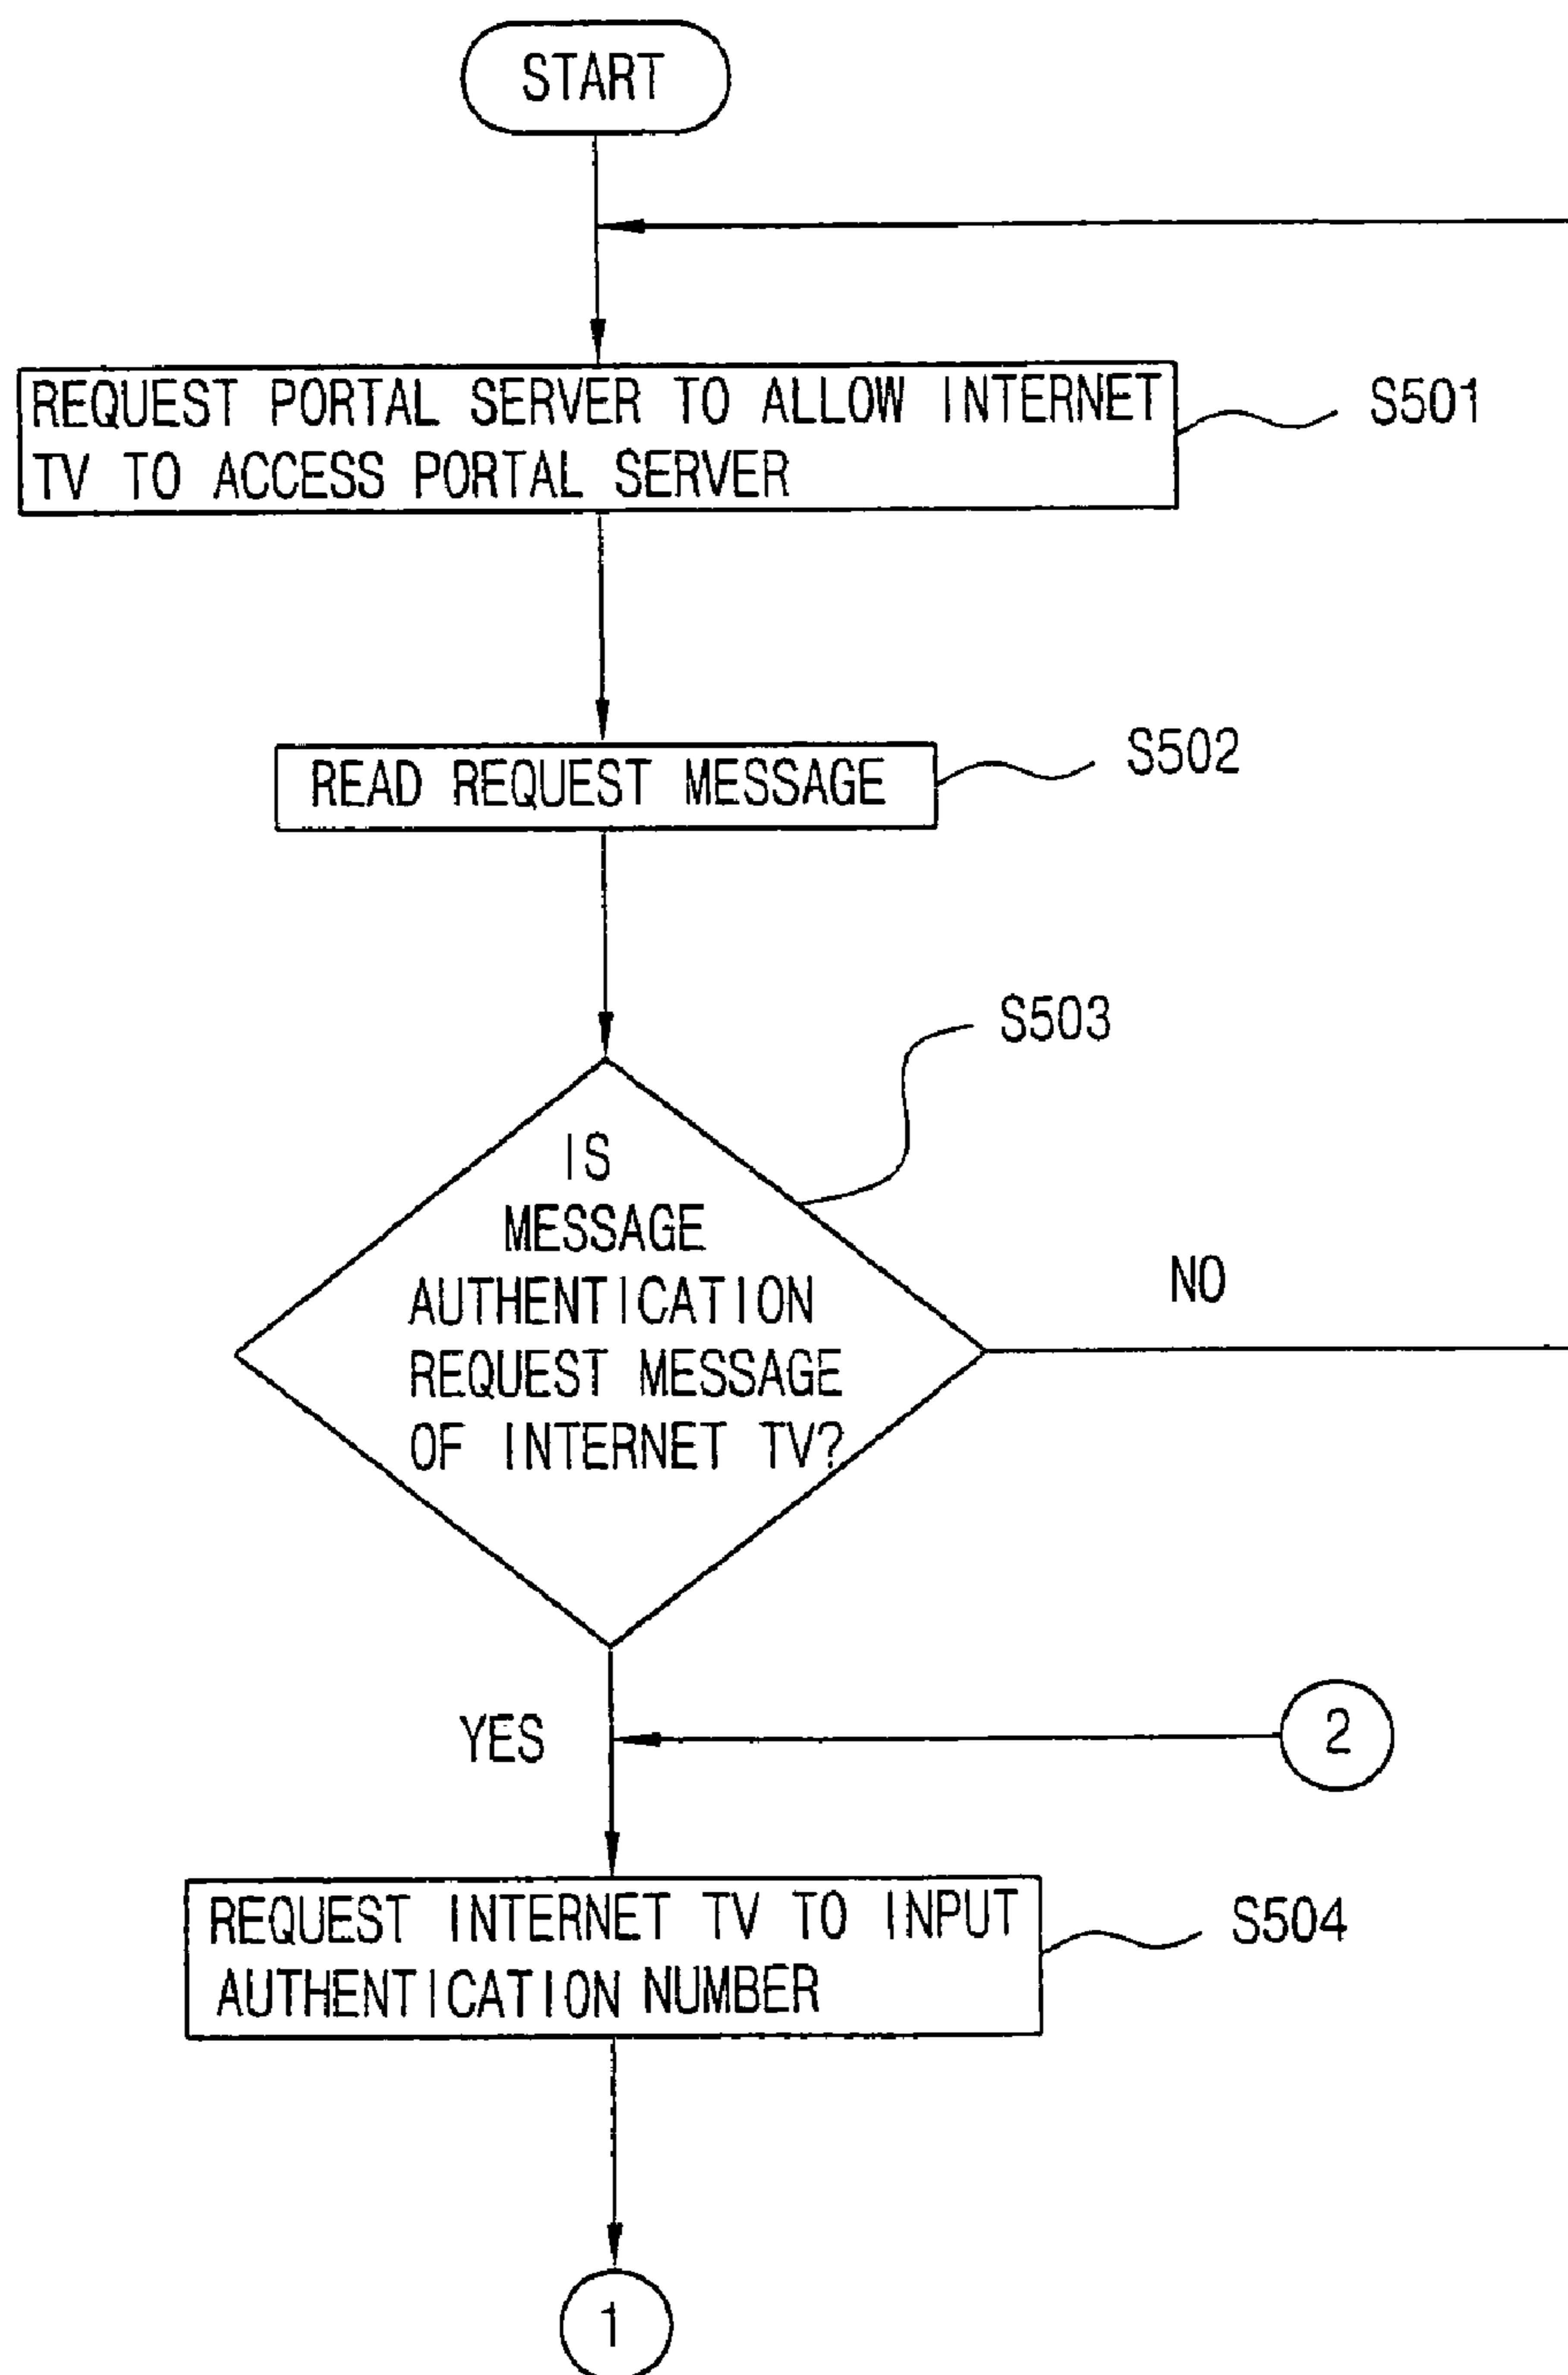 START
REQUEST PORTAL SERVER TO ALLOW INTERNET
TV TO ACCESS PORTAL SERVER
S501
READ REQUEST MESSAGE
S502
S503
IS
MESSAGE
AUTHENTICATION
REQUEST MESSAGE
OF INTERNET TV?
NO
YES
2
REQUEST INTERNET TV TO INPUT
AUTHENTICATION NUMBER
S504
1